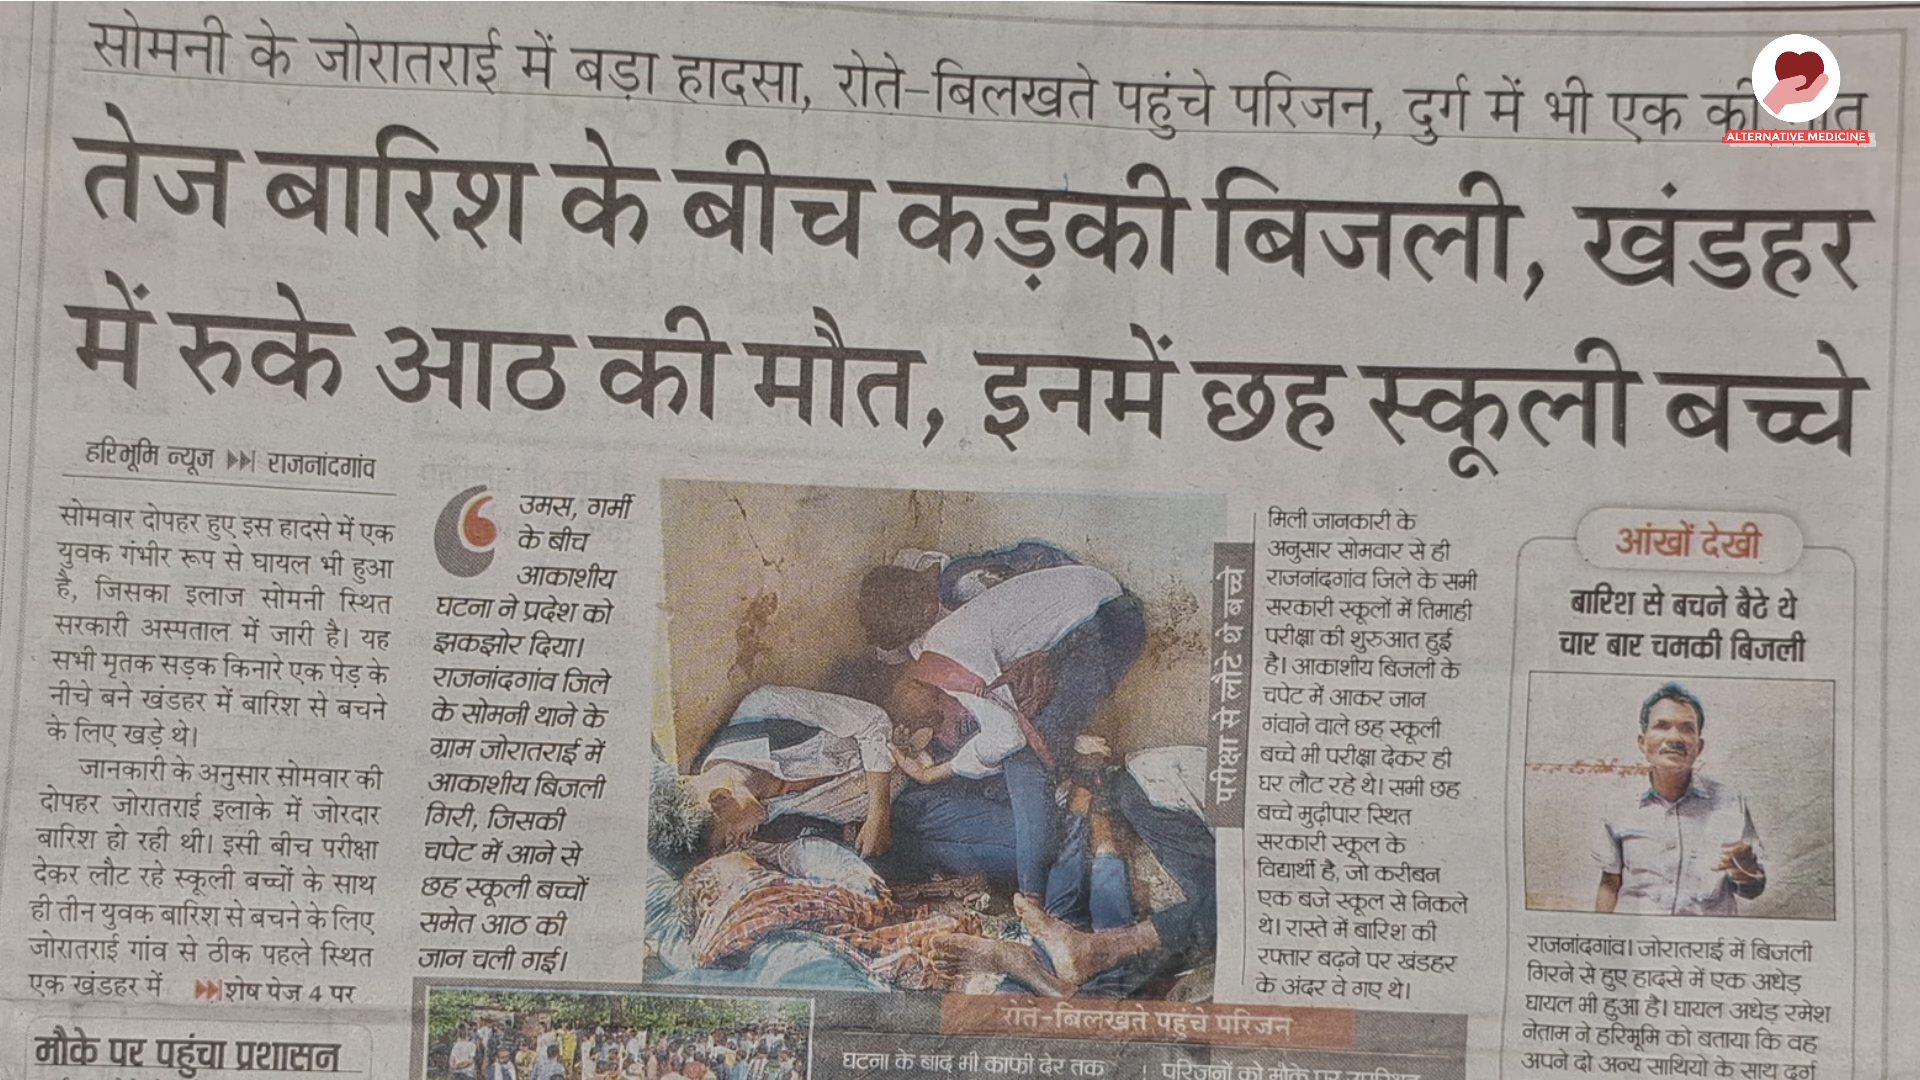 सोमनी के जोरातराई में बड़ा हादसा, रोते-बिलखते पहुंचे परिजन, दुर्ग में भी एक की
ALTERNATIVE MEDICINE
तेज बारिश के बीच कड़की बिजली, खंडहर
में रुके आठ की मौत, इनमें छह स्कूली बच्चे
हरिभूमि न्यूज राजनांदगांव
सोमवार दोपहर हुए इस हादसे में एक
युवक गंभीर रूप से घायल भी हुआ
है, जिसका इलाज सोमनी स्थित
सरकारी अस्पताल में जारी है। यह
सभी मृतक सड़क किनारे एक पेड़ के
नीचे बने खंडहर में बारिश से बचने
के लिए खड़े थे।
जानकारी के अनुसार सोमवार की
दोपहर जोरातराई इलाके में जोरदार
बारिश हो रही थी। इसी बीच परीक्षा
देकर लौट रहे स्कूली बच्चों के साथ
ही तीन युवक बारिश से बचने के लिए
जोरातराई गांव से ठीक पहले स्थित
एक खंडहर में
शेष पेज 4 पर
मौके पर पहुंचा प्रशासन
उमस, गर्मी
के बीच
आकाशीय
घटना ने प्रदेश को
झकझोर दिया।
राजनांदगांव जिले
के सोमनी थाने के
ग्राम जोरातराई में
आकाशीय बिजली
गिरी, जिसकी
चपेट में आने से
छह स्कूली बच्चों
समेत आठ की
जान चली गई।
रोते-बिलखते पहुंचे परिजन
घटना के बाद भी काफी देर तक
परिजनों को मौके पर
परीक्षा से लौटे थे बच्चे
मिली जानकारी के
अनुसार सोमवार से ही
राजनांदगांव जिले के सभी
सरकारी स्कूलों में तिमाही
परीक्षा की शुरुआत हुई
है। आकाशीय बिजली के
चपेट में आकर जान
गंवाने वाले छह स्कूली
बच्चे भी परीक्षा देकर ही
घर लौट रहे थे। सभी छह
बच्चे मुढ़ीपार स्थित
सरकारी स्कूल के
विद्यार्थी है, जो करीबन
एक बजे स्कूल से निकले
थे। रास्ते में बारिश की
रफ्तार बढ़ने पर खंडहर
के अंदर वे गए थे।
आंखों देखी
बारिश से बचने बैठे थे
चार बार चमकी बिजली
राजनांदगांव। जोरातराई में बिजली
गिरने से हुए हादसे में एक अधेड़
घायल भी हुआ है। घायल अधेड़ रमेश
नेताम ने हरिभूमि को बताया कि वह
अपने दो अन्य साथियो के साथ दुर्ग